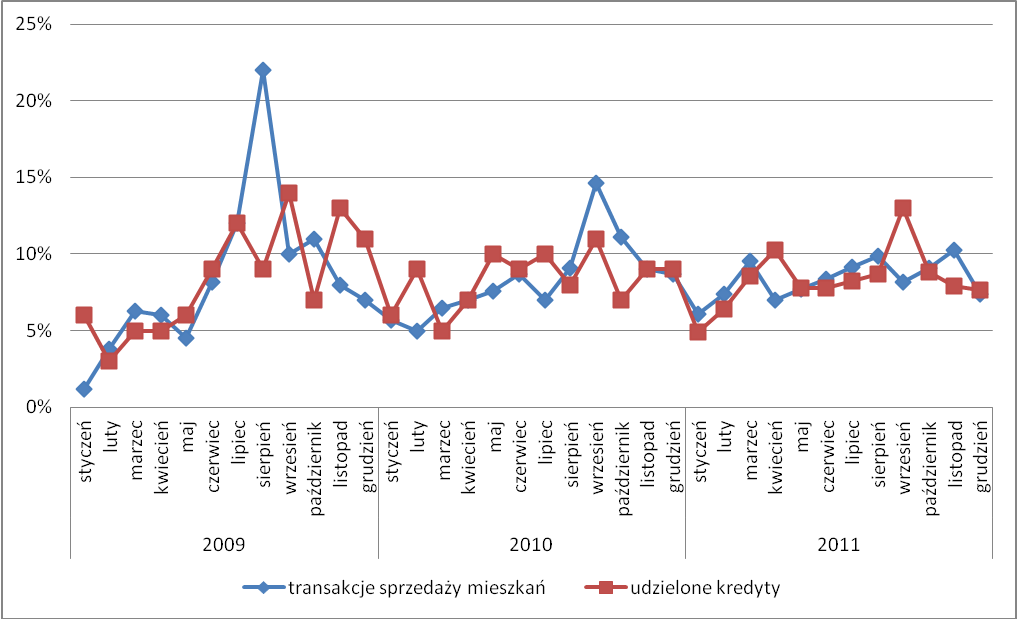 25%
20%
15%
10%
5%
0%
styczeń
luty
marzec
kwiecień
maj
czerwiec
lipiec
sierpień
wrzesień
październik
listopad
grudzień
styczeń
luty
marzec
kwiecień
maj
czerwiec
lipiec
sierpień
wrzesień
październik
listopad
grudzień
styczeń
luty
marzec
kwiecień
maj
czerwiec
lipiec
sierpień
wrzesień
październik
listopad
grudzień
2009 2010 2011
transakcje sprzedaży mieszkań udzielone kredyty